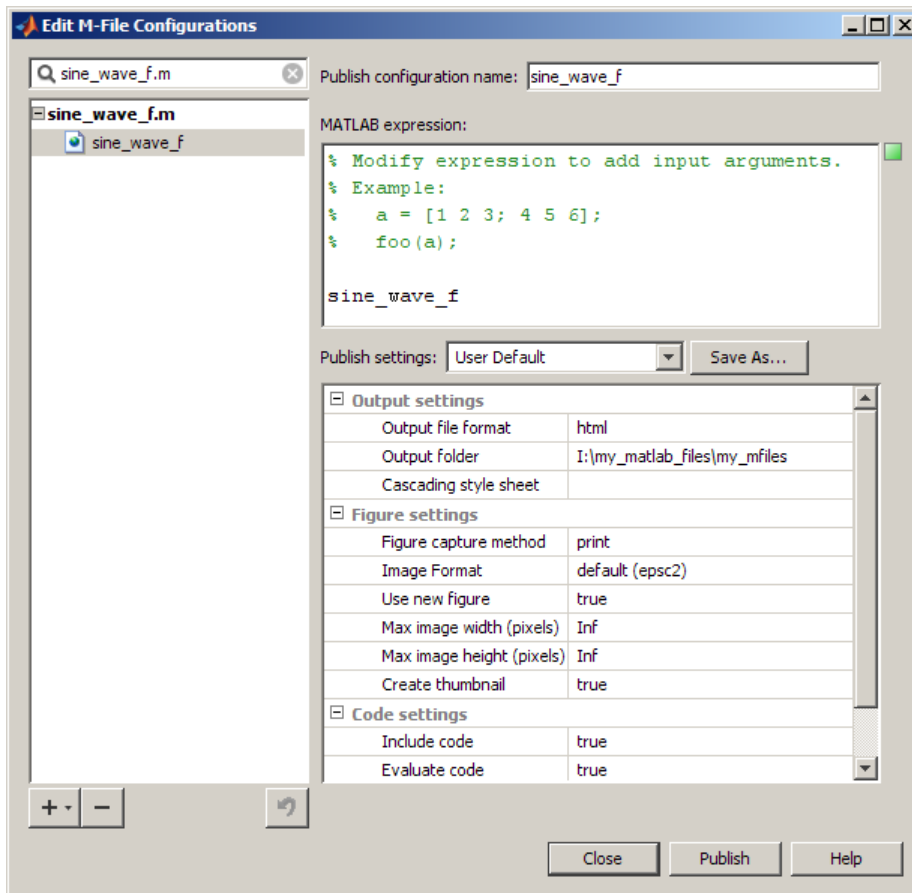 Edit M-File Configurations
sine_wave_f.m
Publish configuration name: sine_wave_f
sine_wave_f.m
sine_wave_f
MATLAB expression:
% Modify expression to add input arguments.
% Example:
%   a = [1 2 3; 4 5 6];
%   foo(a);
sine_wave_f
Publish settings: User Default Save As...
Output settings
Output file format html
Output folder I:\my_matlab_files\my_mfiles
Cascading style sheet
Figure settings
Figure capture method print
Image Format default (epsc2)
Use new figure true
Max image width (pixels) Inf
Max image height (pixels) Inf
Create thumbnail true
Code settings
Include code true
Evaluate code true
Close Publish Help